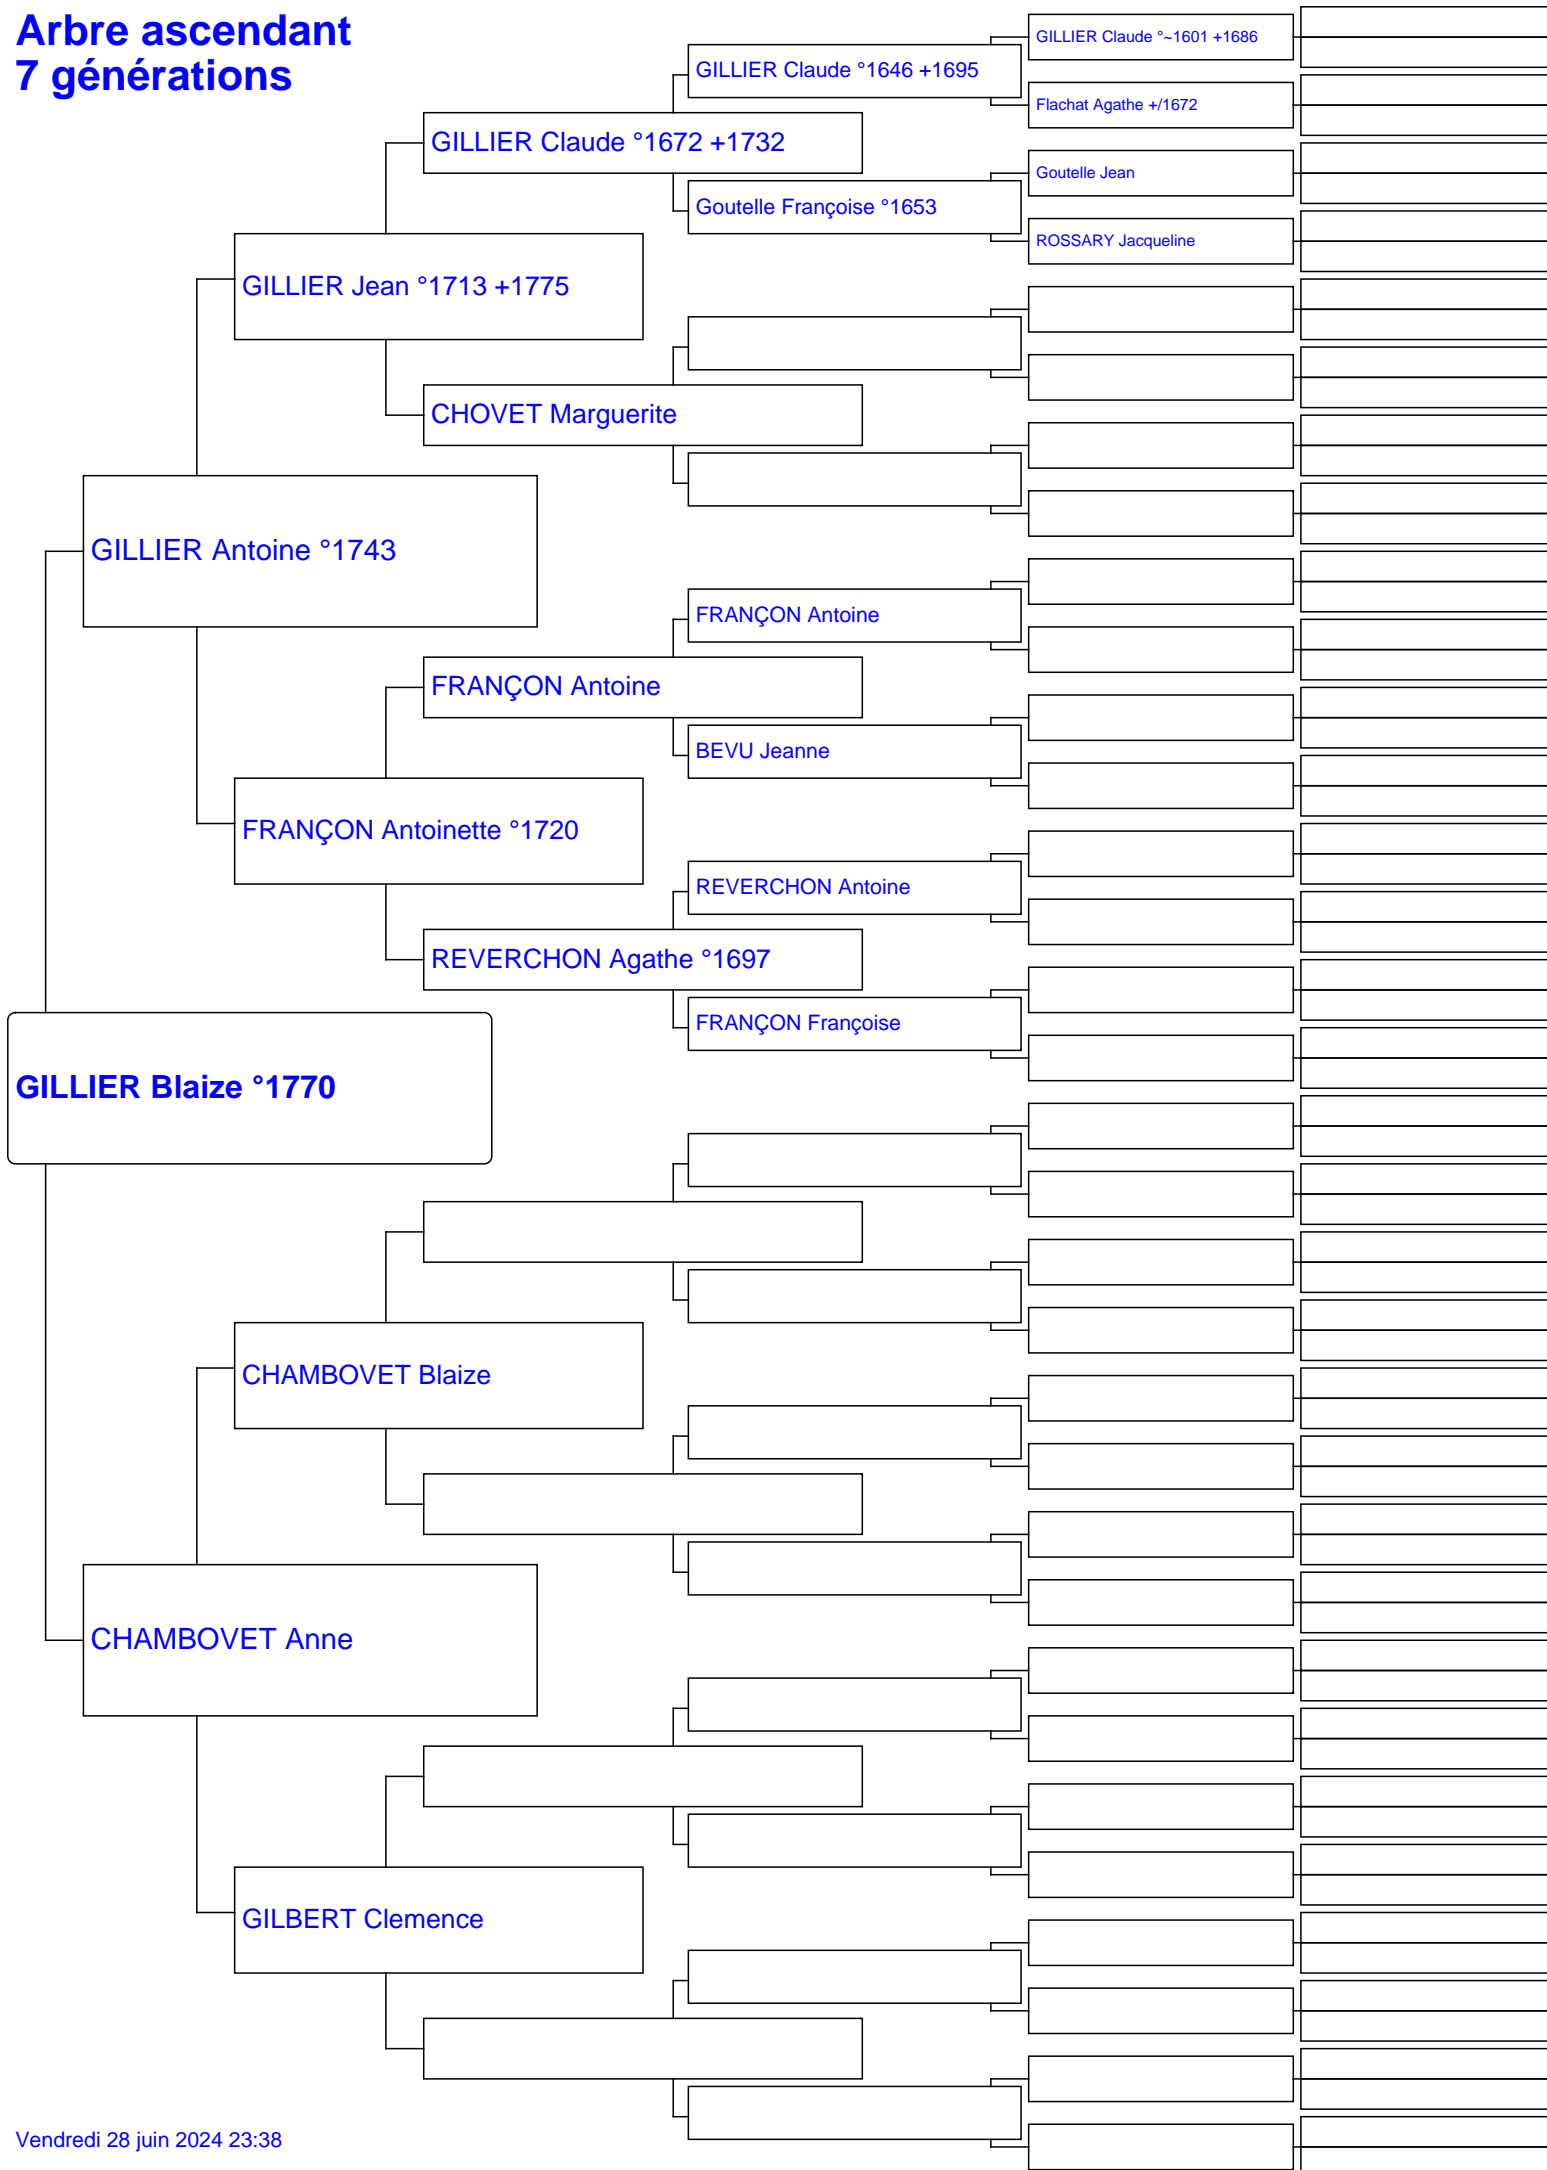 Arbre ascendant
7 générations
GILLIER Claude °~1601 +1686
GILLIER Claude °1646 +1695
Flachat Agathe +/1672
GILLIER Claude °1672 +1732
Goutelle Jean
Goutelle Françoise °1653
ROSSARY Jacqueline
GILLIER Jean °1713 +1775
CHOVET Marguerite
GILLIER Antoine °1743
FRANÇON Antoine
FRANÇON Antoine
BEVU Jeanne
FRANÇON Antoinette °1720
REVERCHON Antoine
REVERCHON Agathe °1697
FRANÇON Françoise
GILLIER Blaize °1770
CHAMBOVET Blaize
CHAMBOVET Anne
GILBERT Clemence
Vendredi 28 juin 2024 23:38